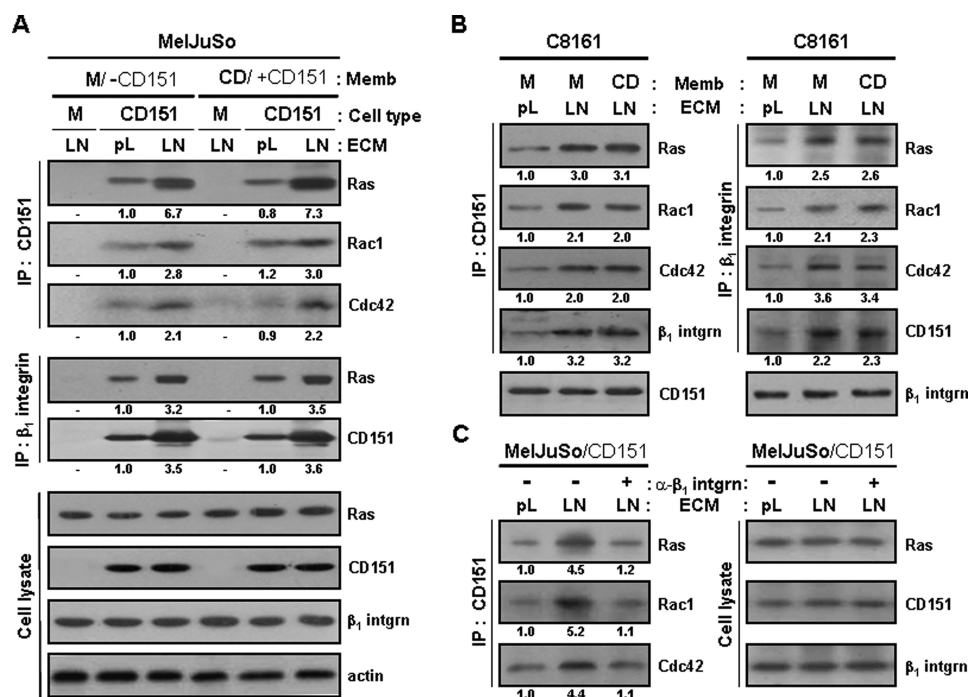 A
MelJuSo
M/ -CD151 CD/ +CD151 : Memb
M CD151 M CD151 : Cell type
LN pL LN LN pL LN : ECM
IP : CD151
Ras
- 1.0 6.7 - 0.8 7.3
Rac1
- 1.0 2.8 - 1.2 3.0
Cdc42
- 1.0 2.1 - 0.9 2.2
IP : β1 integrin
Ras
- 1.0 3.2 - 1.0 3.5
CD151
- 1.0 3.5 - 1.0 3.6
Cell lysate
Ras
CD151
β1 intgrn
actin
B
C8161 C8161
M M CD : Memb : M M CD
pL LN LN : ECM : pL LN LN
IP : CD151
Ras
1.0 3.0 3.1
Rac1
1.0 2.1 2.0
Cdc42
1.0 2.0 2.0
β1 intgrn
1.0 3.2 3.2
CD151
IP : β1 integrin
Ras
1.0 2.5 2.6
Rac1
1.0 2.1 2.3
Cdc42
1.0 3.6 3.4
CD151
1.0 2.2 2.3
β1 intgrn
C
MelJuSo/CD151 MelJuSo/CD151
- - + : α-β1 intgrn : - - +
pL LN LN : ECM : pL LN LN
IP : CD151
Ras
1.0 4.5 1.2
Rac1
1.0 5.2 1.1
Cdc42
1.0 4.4 1.1
Cell lysate
Ras
CD151
β1 intgrn